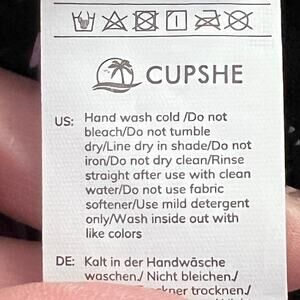 CUPSHE
US: Hand wash cold /Do not
bleach/Do not tumble
dry/Line dry in shade/Do not
iron/Do not dry clean/Rinse
straight after use with clean
water/Do not use fabric
softener/Use mild detergent
only/Wash inside out with
like colors
DE: Kalt in der Handwäsche
waschen./ Nicht bleichen./
trocknen./